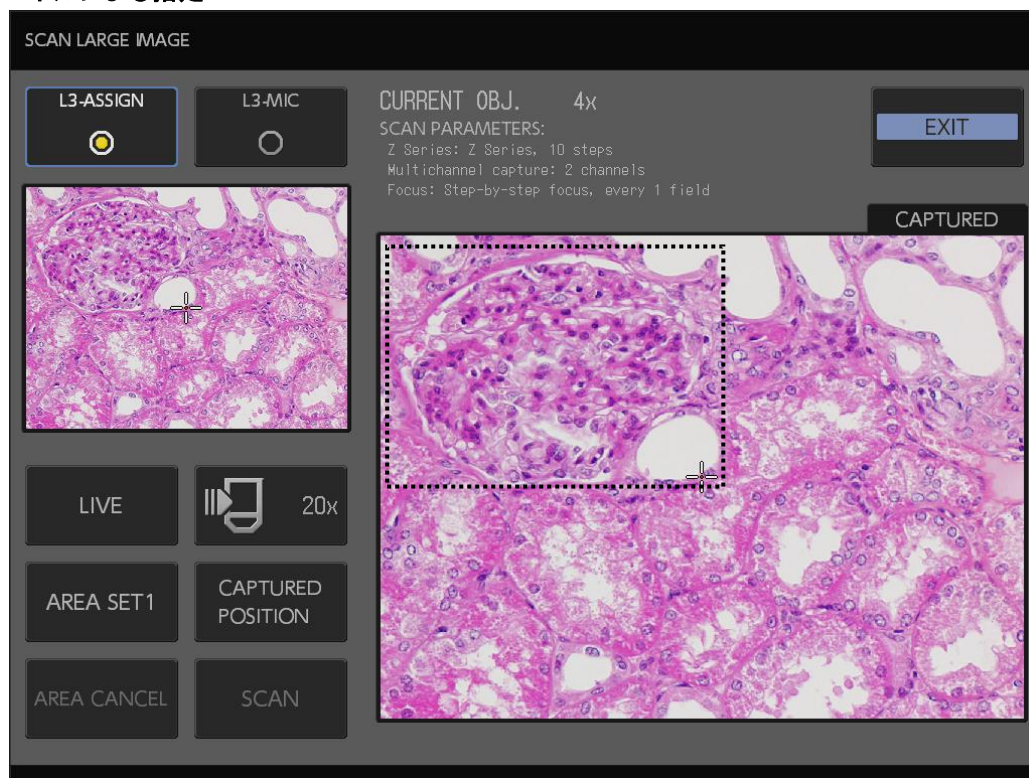 SCAN LARGE IMAGE
L3-ASSIGN
L3-MIC
CURRENT OBJ. 4x
SCAN PARAMETERS:
Z Series: Z Series, 10 steps
Multichannel capture: 2 channels
Focus: Step-by-step focus, every 1 field
EXIT
CAPTURED
LIVE
20x
AREA SET1
CAPTURED
POSITION
AREA CANCEL
SCAN